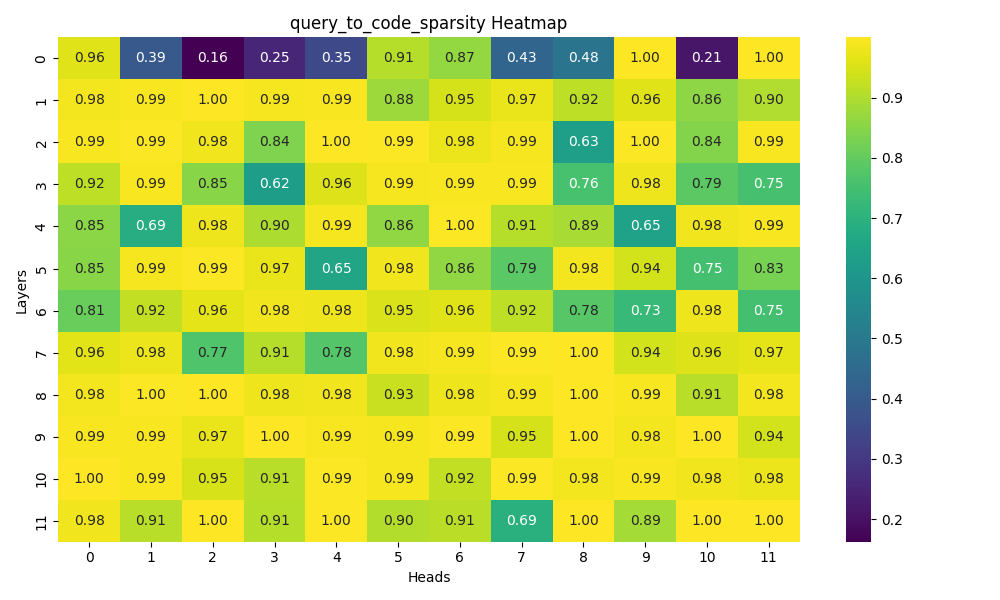 query_to_code_sparsity Heatmap
0 0.96 0.39 0.16 0.25 0.35 0.91 0.87 0.43 0.48 1.00 0.21 1.00
1 0.98 0.99 1.00 0.99 0.99 0.88 0.95 0.97 0.92 0.96 0.86 0.90
2 0.99 0.99 0.98 0.84 1.00 0.99 0.98 0.99 0.63 1.00 0.84 0.99
3 0.92 0.99 0.85 0.62 0.96 0.99 0.99 0.99 0.76 0.98 0.79 0.75
4 0.85 0.69 0.98 0.90 0.99 0.86 1.00 0.91 0.89 0.65 0.98 0.99
5 0.85 0.99 0.99 0.97 0.65 0.98 0.86 0.79 0.98 0.94 0.75 0.83
6 0.81 0.92 0.96 0.98 0.98 0.95 0.96 0.92 0.78 0.73 0.98 0.75
7 0.96 0.98 0.77 0.91 0.78 0.98 0.99 0.99 1.00 0.94 0.96 0.97
8 0.98 1.00 1.00 0.98 0.98 0.93 0.98 0.99 1.00 0.99 0.91 0.98
9 0.99 0.99 0.97 1.00 0.99 0.99 0.99 0.95 1.00 0.98 1.00 0.94
10 1.00 0.99 0.95 0.91 0.99 0.99 0.92 0.99 0.98 0.99 0.98 0.98
11 0.98 0.91 1.00 0.91 1.00 0.90 0.91 0.69 1.00 0.89 1.00 1.00
0 1 2 3 4 5 6 7 8 9 10 11
Heads
Layers
0.9
0.8
0.7
0.6
0.5
0.4
0.3
0.2